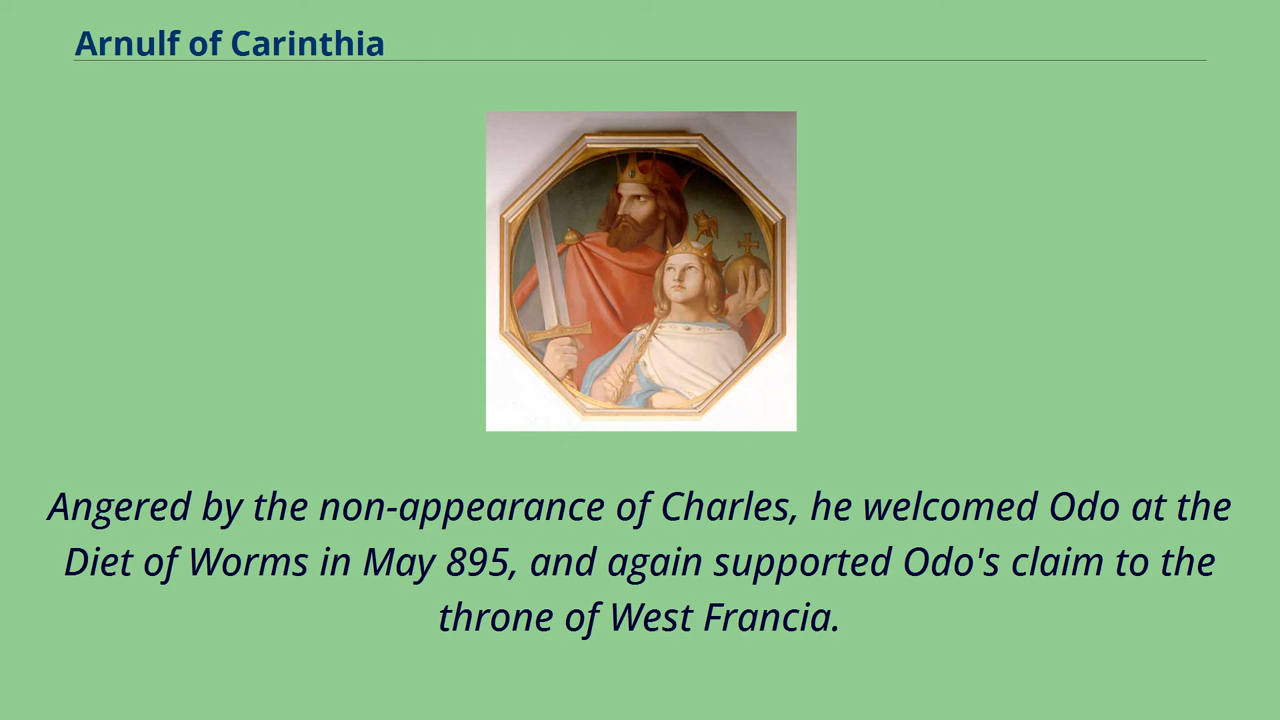 Arnulf of Carinthia
Angered by the non-appearance of Charles, he welcomed Odo at the
Diet of Worms in May 895, and again supported Odo's claim to the
throne of West Francia.